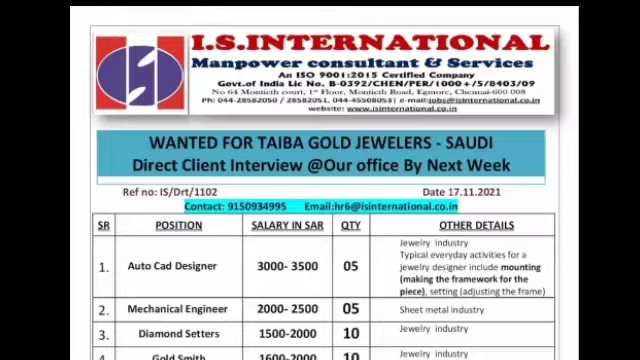 I.S.INTERNATIONAL
Manpower consultant & Services
An ISO 9001:2015 Certified Company
Govt.of India Lic No. B-0392/CHEN/PER/1000+/5/8403/09
No 64 Montieth court, 1st Floor, Montieth Road, Egmore, Chennai-600 008
Ph: 044-28582050 / 28582051, 044-45508053 | e-mail:jobs@isinternational.co.in
website: www.isinternational.co.in
WANTED FOR TAIBA GOLD JEWELERS - SAUDI
Direct Client Interview @Our office By Next Week
Ref no: IS/Drt/1102 Date 17.11.2021
Contact: 9150934995 Email:hr6@isinternational.co.in
SR POSITION SALARY IN SAR QTY OTHER DETAILS
1. Auto Cad Designer 3000- 3500 05 Jewelry industry
Typical everyday activities for a
jewelry designer include mounting
(making the framework for the
piece), setting (adjusting the frame)
2. Mechanical Engineer 2000- 2500 05 Sheet metal industry
3. Diamond Setters 1500-2000 10 Jewelry industry
4. Gold Smith 1600-2000 10 Jewelry industry